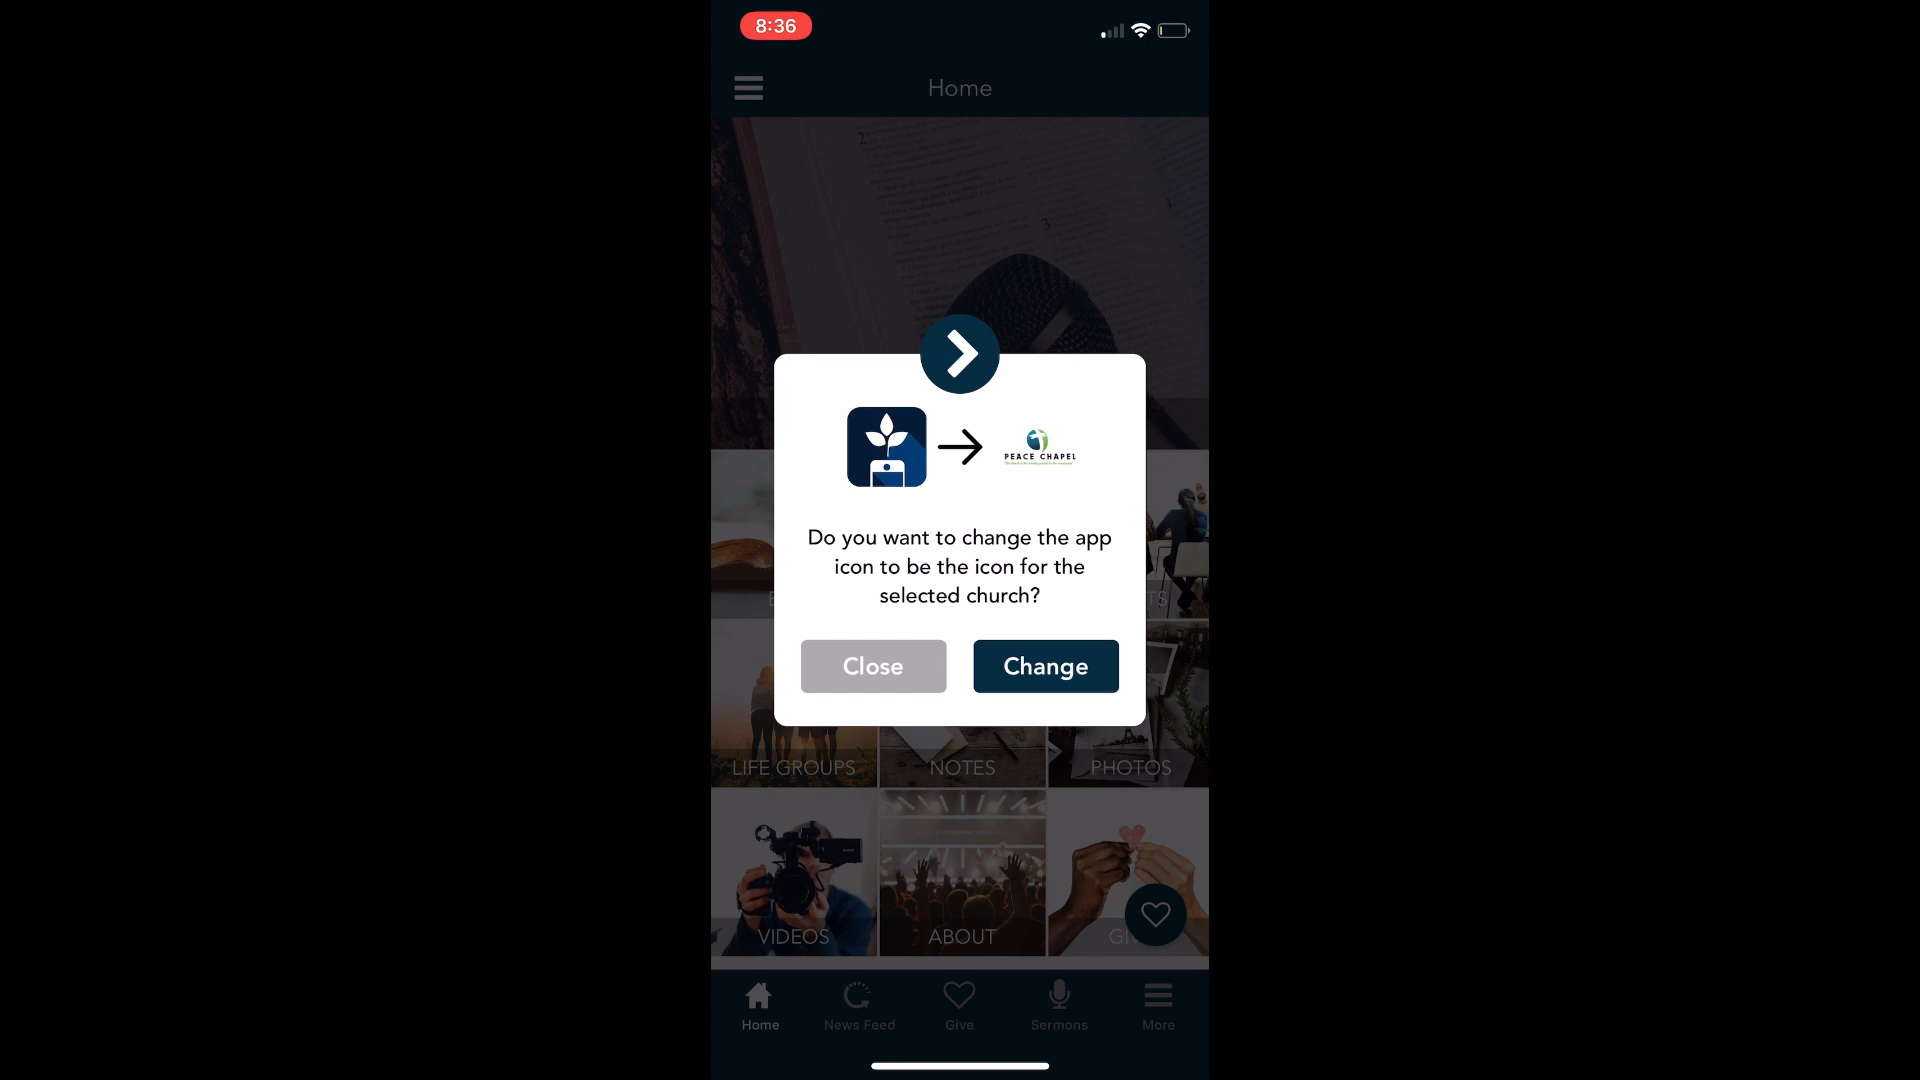 8:36
Home
PEACE CHAPEL
Do you want to change the app
icon to be the icon for the
selected church?
Close
Change
LIFE GROUPS
NOTES
PHOTOS
VIDEOS
ABOUT
Home
News Feed
Give
Sermons
More